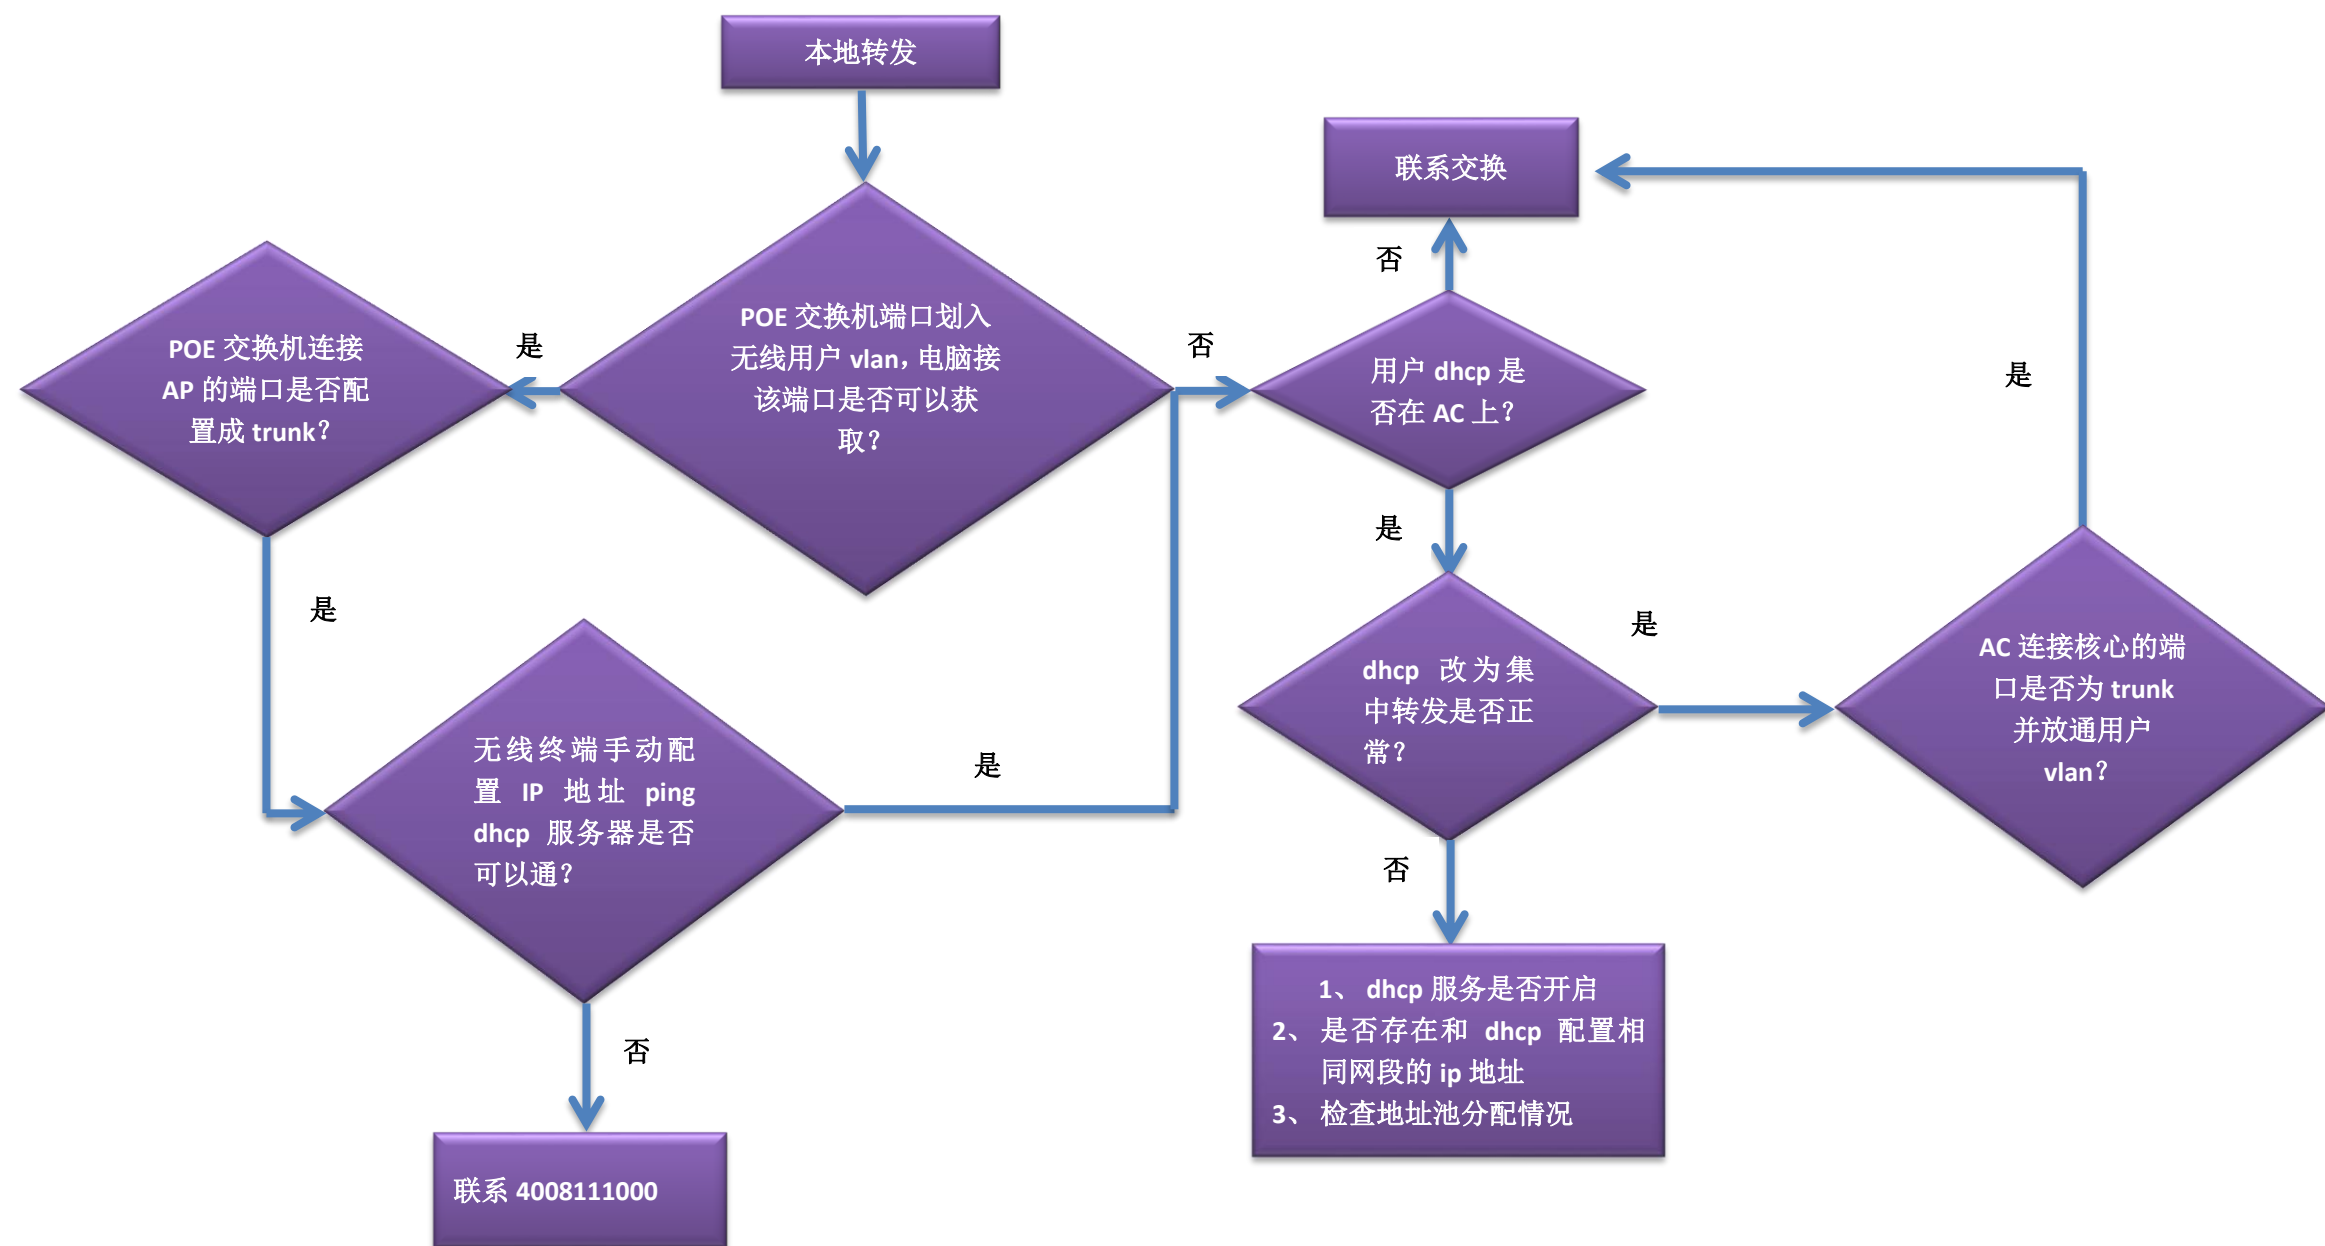 本地转发
联系交换
否
POE 交换机端口划入
无线用户 vlan，电脑接
该端口是否可以获
取？
是
否
POE 交换机连接
AP 的端口是否配
置成 trunk？
用户 dhcp 是
否在 AC 上？
是
是
是
dhcp 改为集
中转发是否正
常？
是
AC 连接核心的端
口是否为 trunk
并放通用户
vlan？
无线终端手动配
置 IP 地址 ping
dhcp 服务器是否
可以通？
是
否
否
1、 dhcp 服务是否开启
2、 是否存在和 dhcp 配置相
同网段的 ip 地址
3、 检查地址池分配情况
联系 4008111000